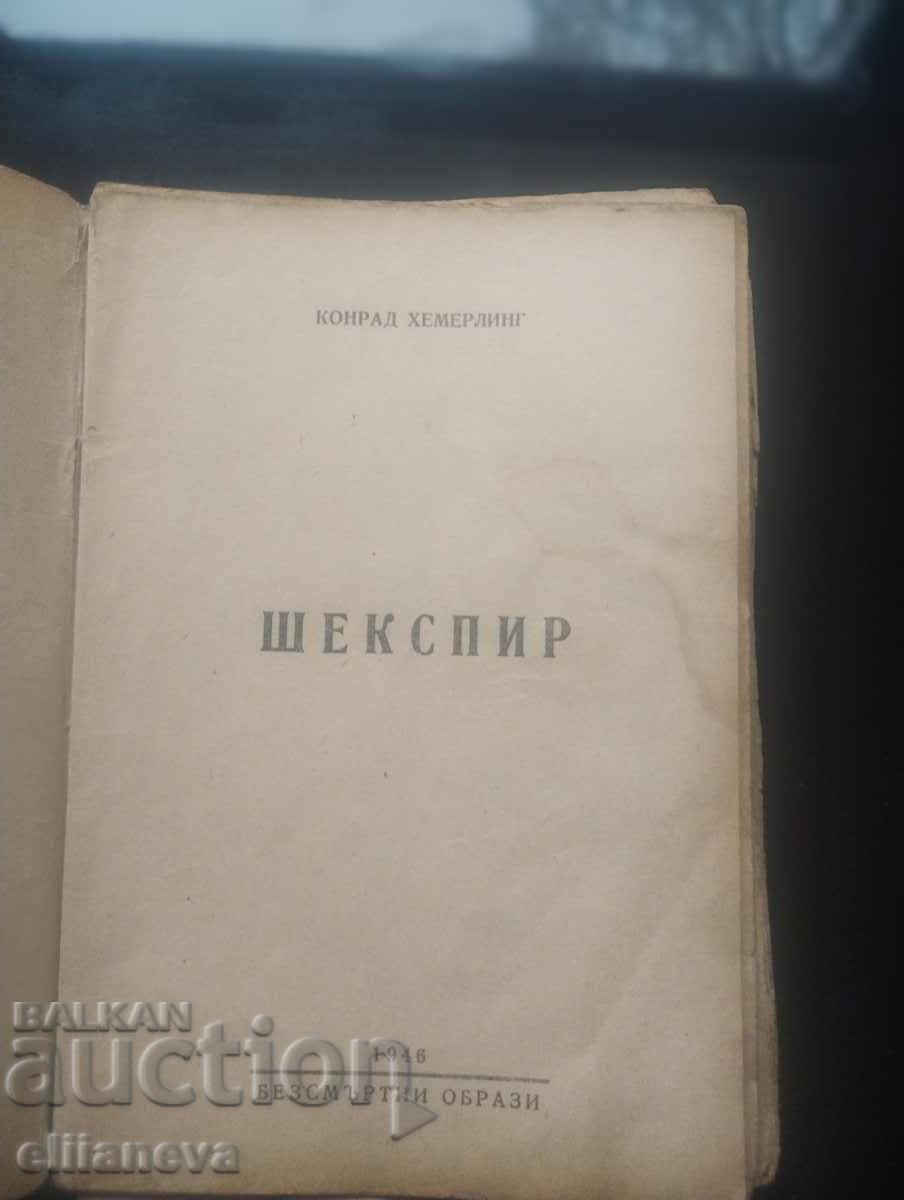 КОНРАД ХЕМЕРЛИНГ
ШЕКСПИР
1946
БЕЗСМЪРТНИ ОБРАЗИ
BALKAN
auction
eliianeva